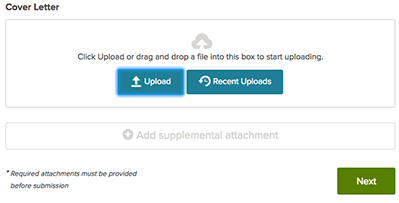 Cover Letter
Click Upload or drag and drop a file into this box to start uploading.
Upload Recent Uploads
Add supplemental attachment
* Required attachments must be provided
before submission
Next